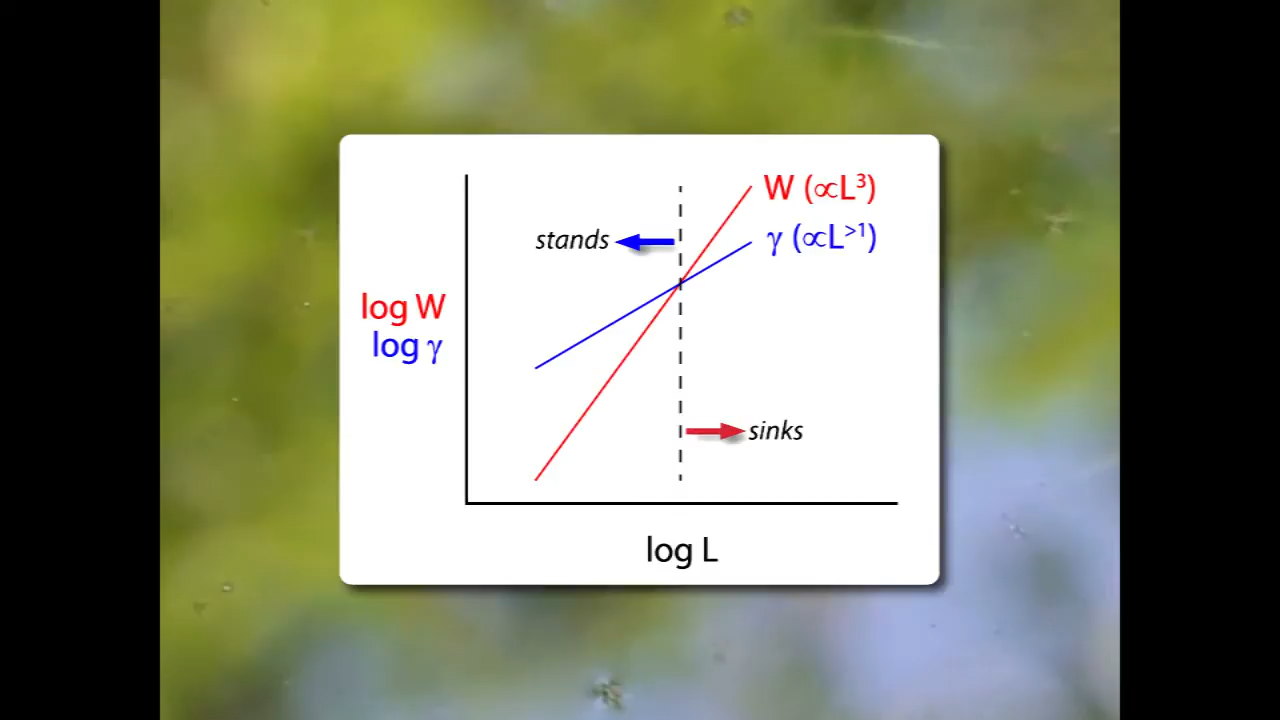 W (∝L³)
γ (∝L>¹)
stands
log W
log γ
sinks
log L